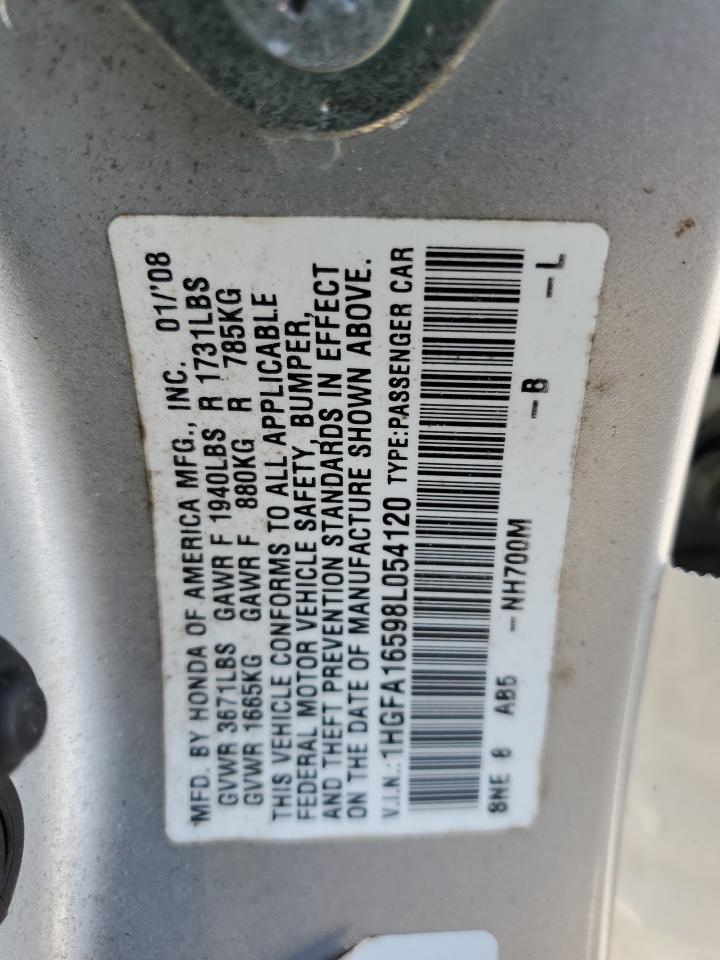 MFD. BY HONDA OF AMERICA MFG., INC. 01/'08
GVWR 3671LBS GAWR F 1940LBS R 1731LBS
GVWR 1665KG GAWR F 880KG R 785KG
THIS VEHICLE CONFORMS TO ALL APPLICABLE
FEDERAL MOTOR VEHICLE SAFETY, BUMPER,
AND THEFT PREVENTION STANDARDS IN EFFECT
ON THE DATE OF MANUFACTURE SHOWN ABOVE.
V.I.N.: 1HGFA16598L054120 TYPE:PASSENGER CAR
8NE 0 AB5 -NH700M -B -L